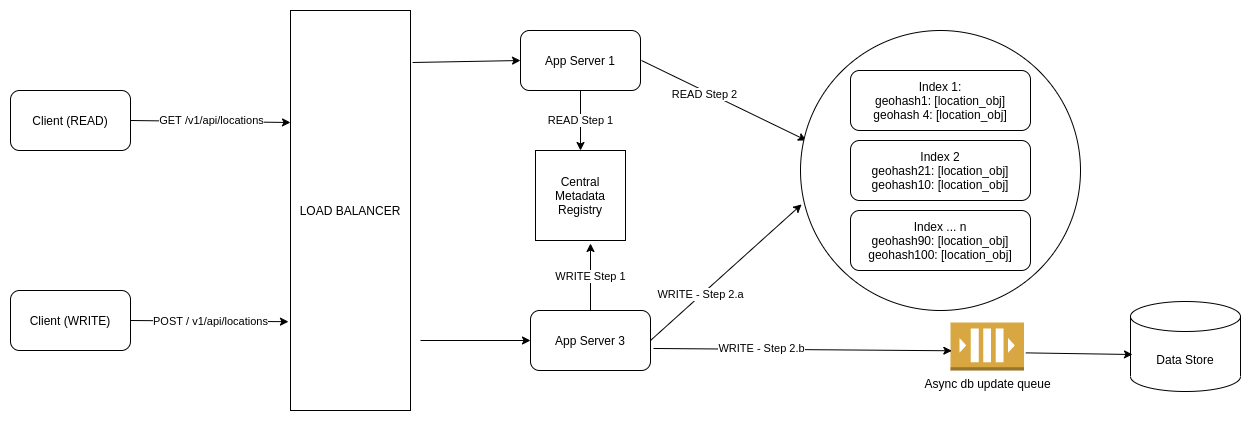 Client (READ)
GET /v1/api/locations
Client (WRITE)
POST / v1/api/locations
LOAD BALANCER
App Server 1
READ Step 1
READ Step 2
Central
Metadata
Registry
WRITE Step 1
App Server 3
WRITE - Step 2.a
WRITE - Step 2.b
Index 1:
geohash1: [location_obj]
geohash 4: [location_obj]
Index 2
geohash21: [location_obj]
geohash10: [location_obj]
Index ... n
geohash90: [location_obj]
geohash100: [location_obj]
Async db update queue
Data Store